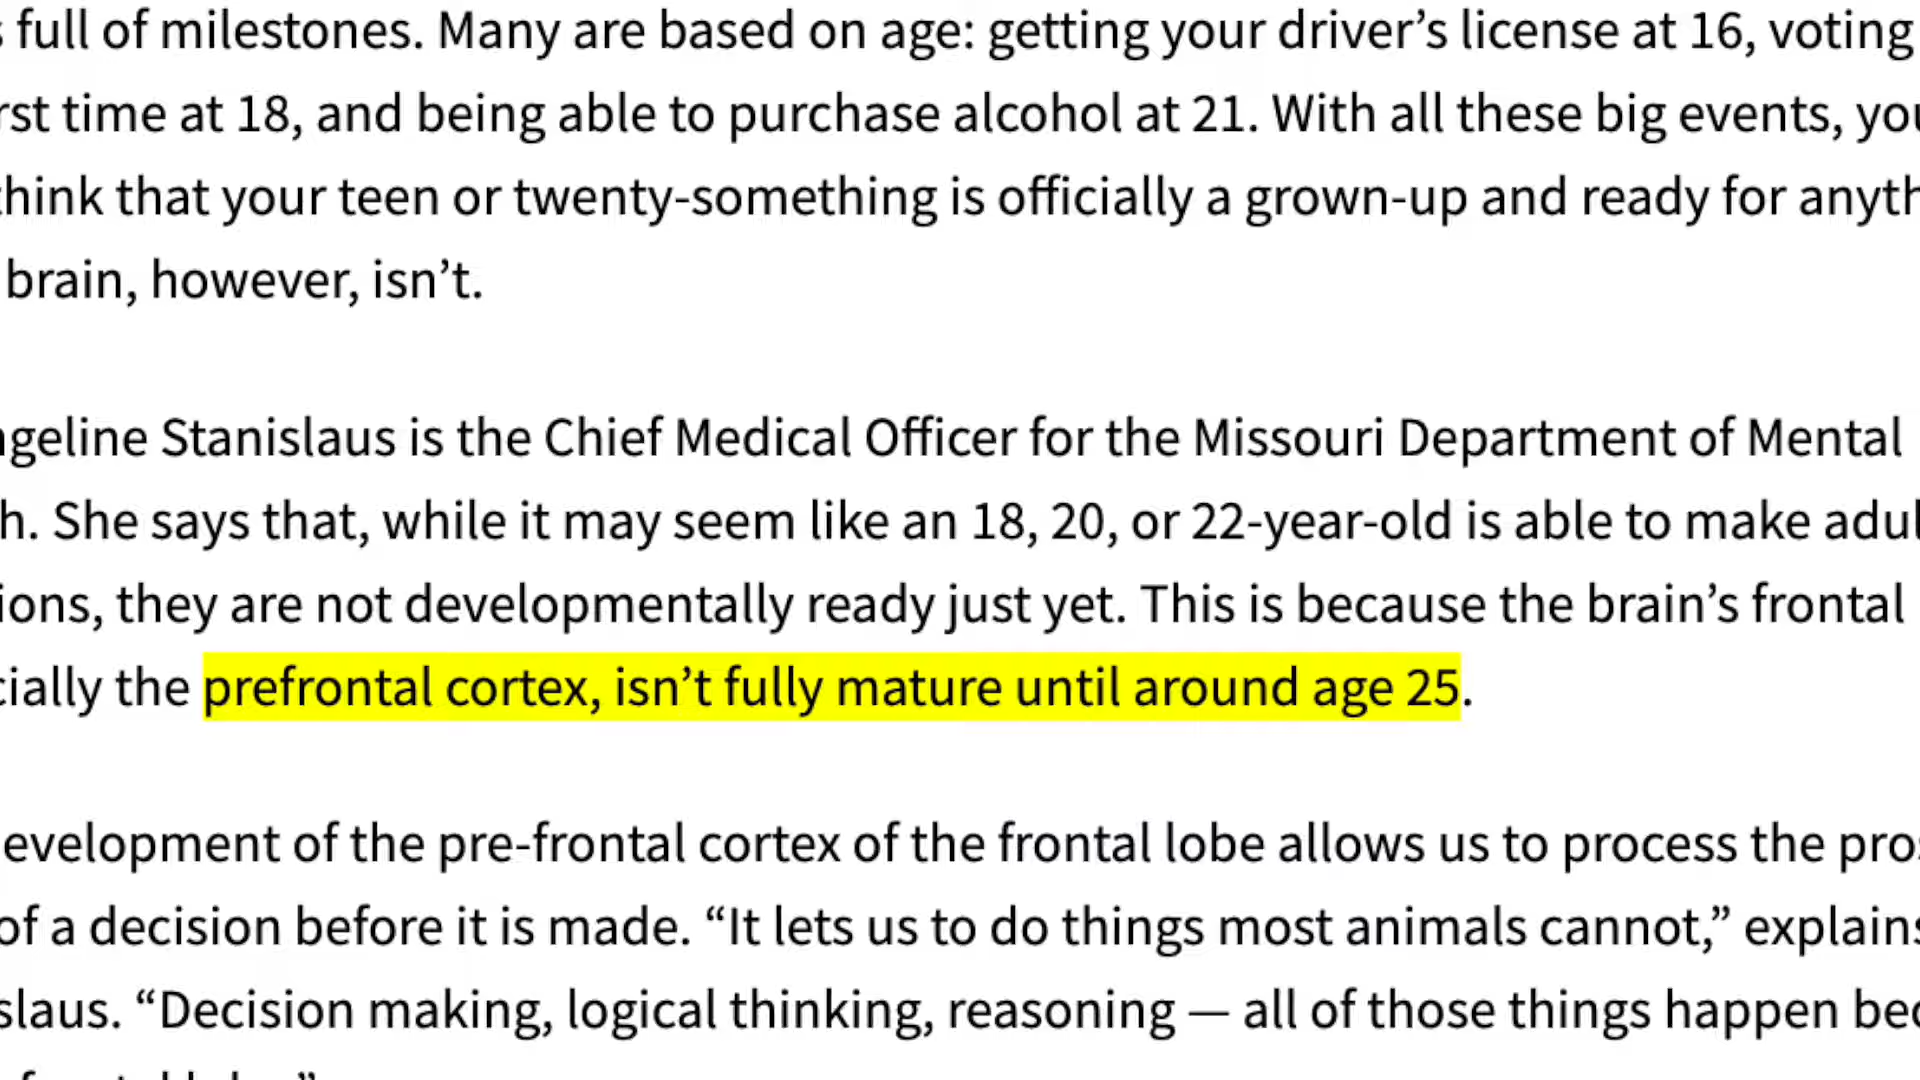 full of milestones. Many are based on age: getting your driver’s license at 16, voting
rst time at 18, and being able to purchase alcohol at 21. With all these big events, you
hink that your teen or twenty-something is officially a grown-up and ready for anyth
brain, however, isn’t.
ngeline Stanislaus is the Chief Medical Officer for the Missouri Department of Mental
h. She says that, while it may seem like an 18, 20, or 22-year-old is able to make adul
ions, they are not developmentally ready just yet. This is because the brain’s frontal
cially the prefrontal cortex, isn’t fully mature until around age 25.
evelopment of the pre-frontal cortex of the frontal lobe allows us to process the pros
of a decision before it is made. “It lets us to do things most animals cannot,” explains
slaus. “Decision making, logical thinking, reasoning — all of those things happen bec